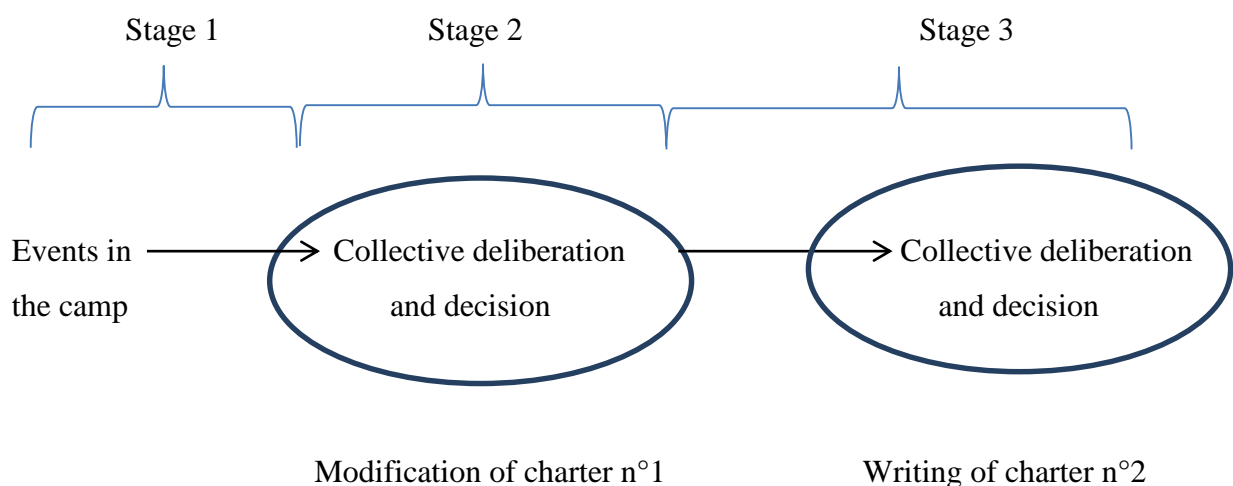 Stage 1 Stage 2 Stage 3
Events in Collective deliberation Collective deliberation
the camp and decision and decision
Modification of charter n°1 Writing of charter n°2